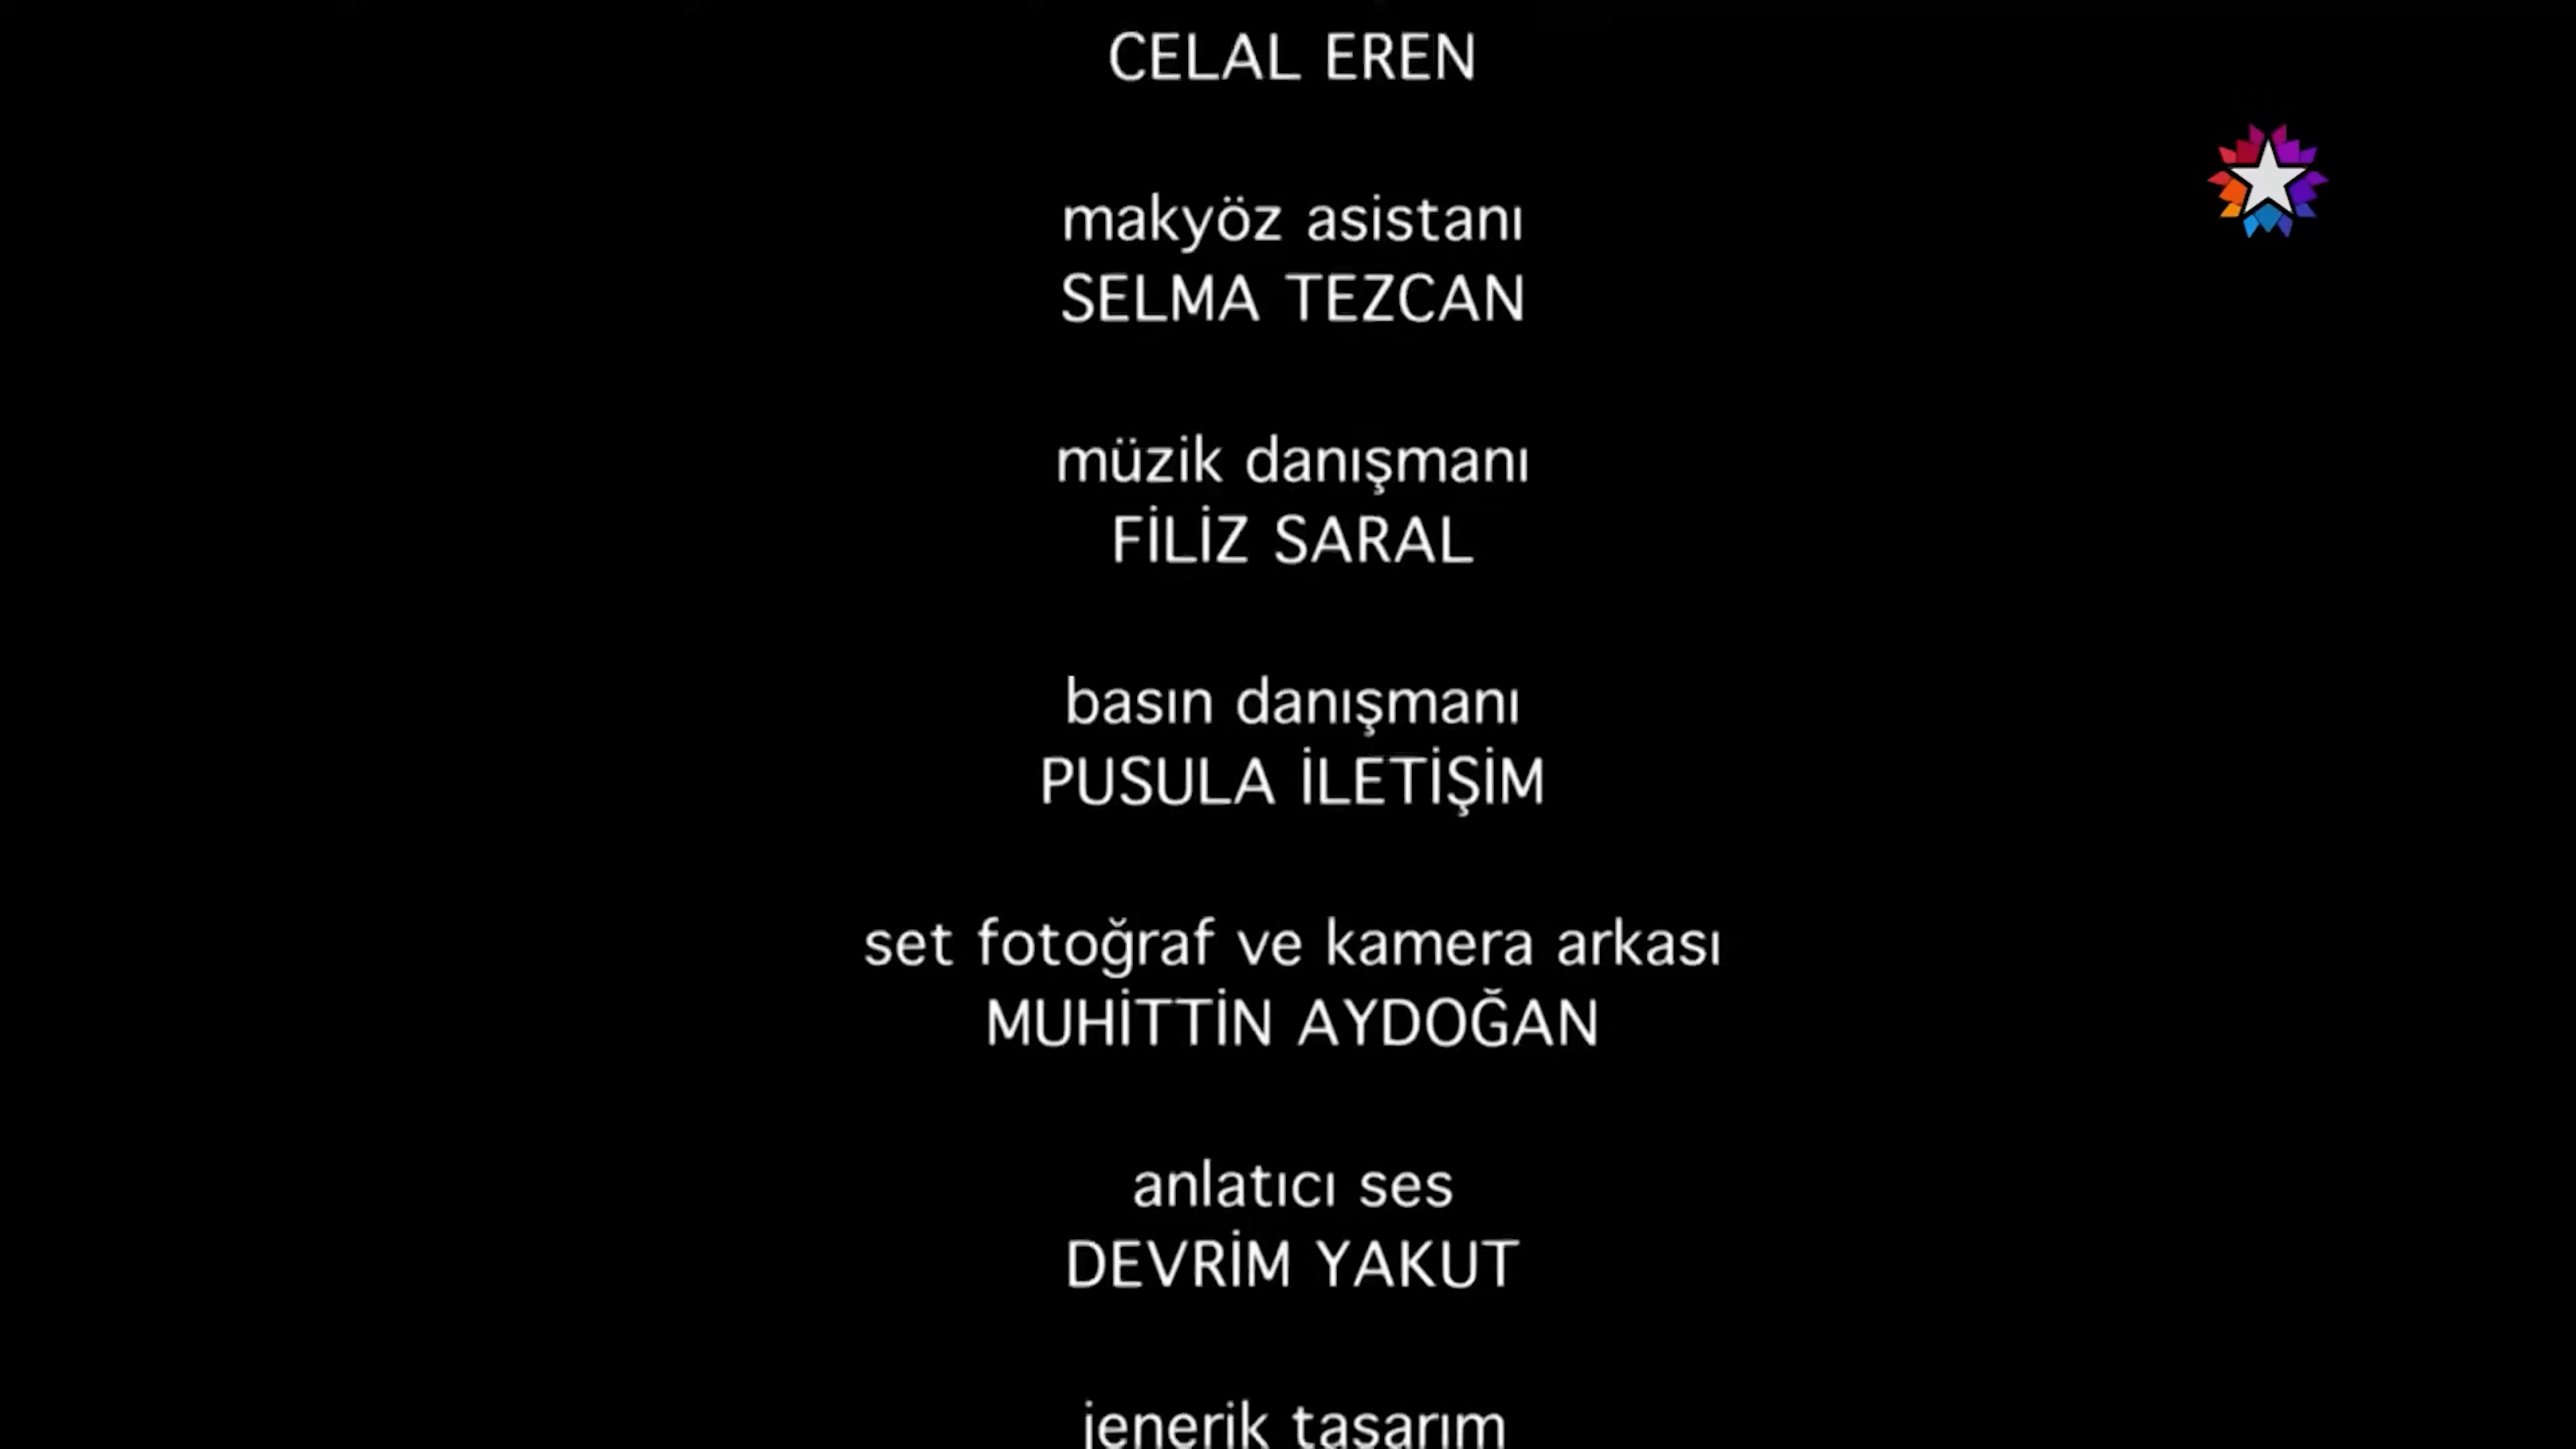 CELAL EREN
makyöz asistanı
SELMA TEZCAN
müzik danışmanı
FİLİZ SARAL
basın danışmanı
PUSULA İLETİŞİM
set fotoğraf ve kamera arkası
MUHİTTİN AYDOĞAN
anlatıcı ses
DEVRİM YAKUT
jenerik tasarım